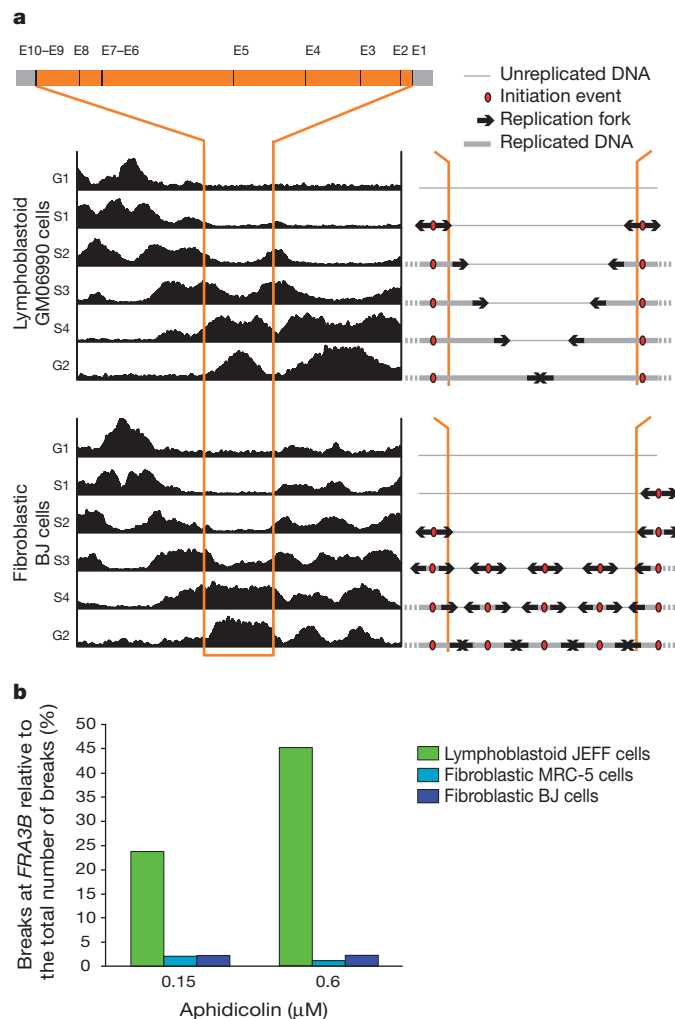 a
E10–E9 E8 E7–E6 E5 E4 E3 E2 E1
Unreplicated DNA
Initiation event
Replication fork
Replicated DNA
Lymphoblastoid
GM06990 cells
G1
S1
S2
S3
S4
G2
Fibroblastic
BJ cells
G1
S1
S2
S3
S4
G2
b
Breaks at FRA3B relative to
the total number of breaks (%)
50
45
40
35
30
25
20
15
10
5
0
0.15 0.6
Aphidicolin (μM)
Lymphoblastoid JEFF cells
Fibroblastic MRC-5 cells
Fibroblastic BJ cells